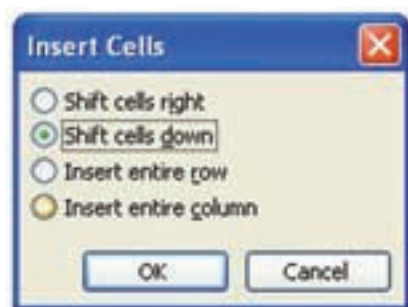 Insert Cells
Shift cells right
Shift cells down
Insert entire row
Insert entire column
OK Cancel